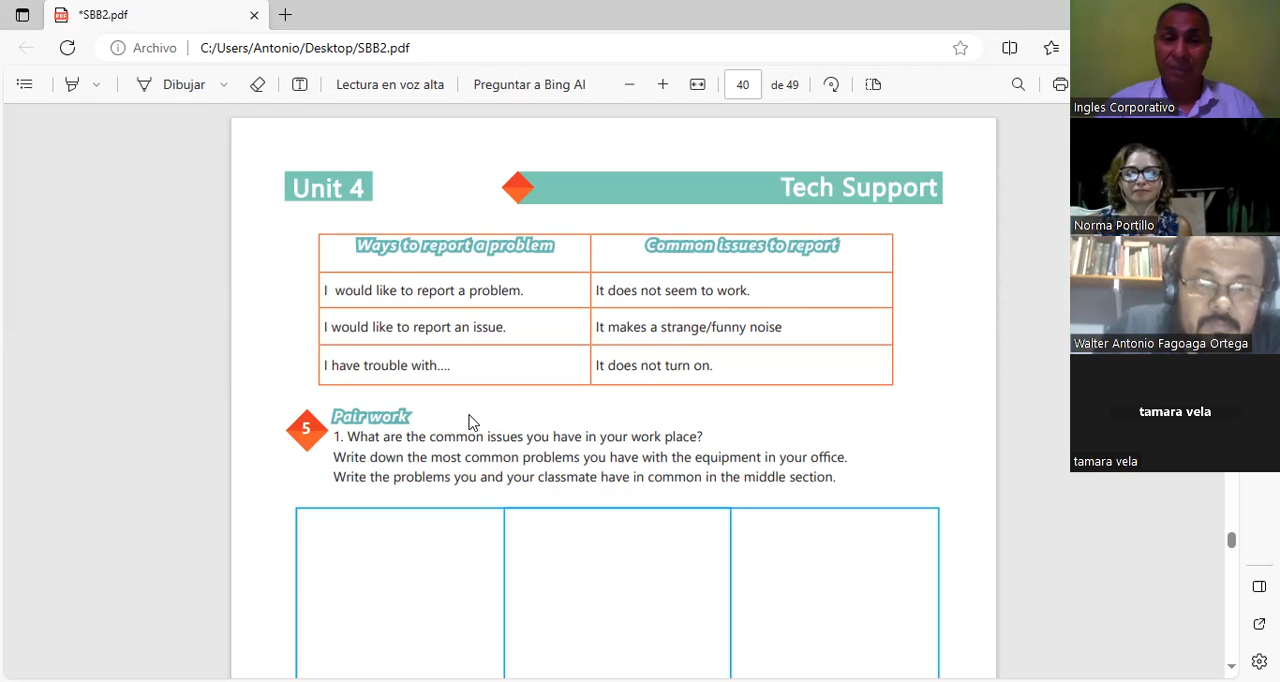 *SBB2.pdf
Archivo
C:/Users/Antonio/Desktop/SBB2.pdf
Dibujar
Lectura en voz alta
Preguntar a Bing AI
40
de 49
Unit 4
Tech Support
Ways to report a problem
Common issues to report
I would like to report a problem.
It does not seem to work.
I would like to report an issue.
It makes a strange/funny noise
I have trouble with....
It does not turn on.
5
Pair work
1. What are the common issues you have in your work place?
Write down the most common problems you have with the equipment in your office.
Write the problems you and your classmate have in common in the middle section.
Ingles Corporativo
Norma Portillo
Walter Antonio Fagoaga Ortega
tamara vela
tamara vela